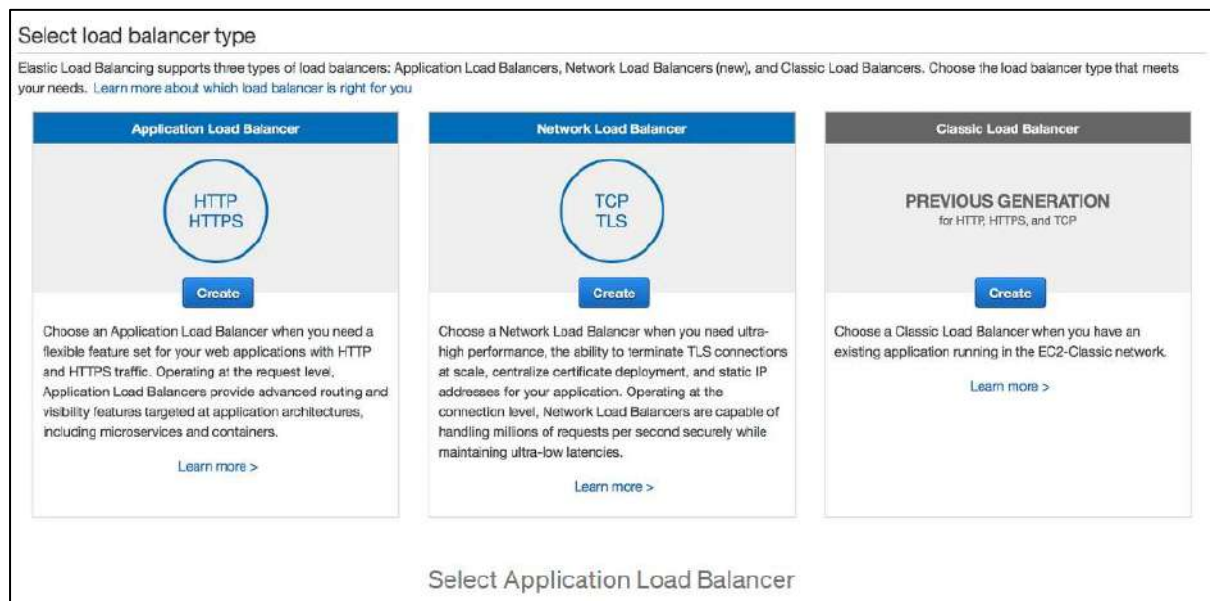 Select load balancer type
Elastic Load Balancing supports three types of load balancers: Application Load Balancers, Network Load Balancers (new), and Classic Load Balancers. Choose the load balancer type that meets
your needs. Learn more about which load balancer is right for you
Application Load Balancer
HTTP
HTTPS
Create
Choose an Application Load Balancer when you need a
flexible feature set for your web applications with HTTP
and HTTPS traffic. Operating at the request level,
Application Load Balancers provide advanced routing and
visibility features targeted at application architectures,
including microservices and containers.
Learn more >
Network Load Balancer
TCP
TLS
Create
Choose a Network Load Balancer when you need ultra-
high performance, the ability to terminate TLS connections
at scale, centralize certificate deployment, and static IP
addresses for your application. Operating at the
connection level, Network Load Balancers are capable of
handling millions of requests per second securely while
maintaining ultra-low latencies.
Learn more >
Classic Load Balancer
PREVIOUS GENERATION
for HTTP, HTTPS, and TCP
Create
Choose a Classic Load Balancer when you have an
existing application running in the EC2-Classic network.
Learn more >
Select Application Load Balancer